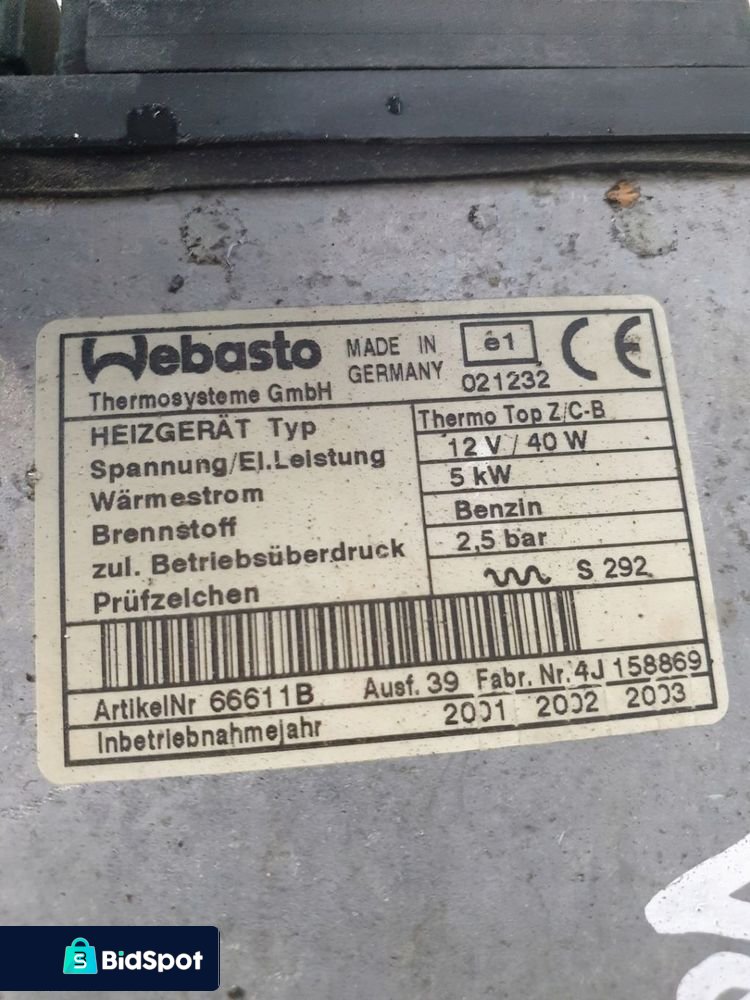 Webasto
Thermosysteme GmbH
MADE IN
GERMANY
e1
021232
CE
HEIZGERÄT Typ
Thermo Top Z/C-B
Spannung/El.Leistung
12 V / 40 W
Wärmestrom
5 kW
Brennstoff
Benzin
zul. Betriebsüberdruck
2,5 bar
Prüfzeichen
S 292
ArtikelNr 66611B Ausf. 39 Fabr. Nr. 4J 158869
Inbetriebnahmejahr 2001 2002 2003
BidSpot